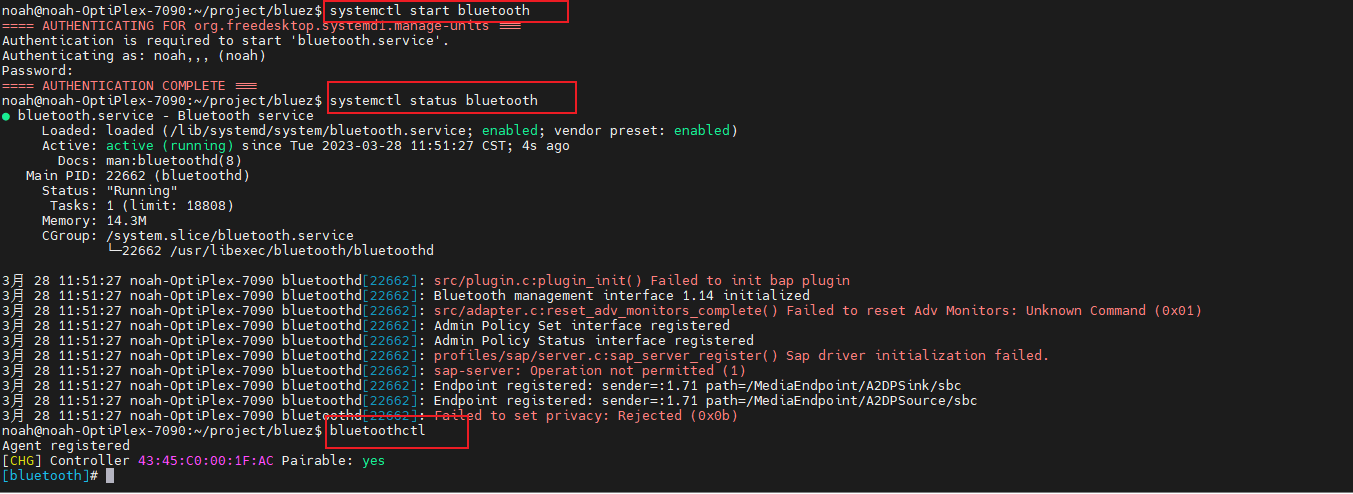 noah@noah-OptiPlex-7090:~/project/bluez$ systemctl start bluetooth
==== AUTHENTICATING FOR org.freedesktop.systemd1.manage-units ===
Authentication is required to start 'bluetooth.service'.
Authenticating as: noah,,, (noah)
Password:
==== AUTHENTICATION COMPLETE ===
noah@noah-OptiPlex-7090:~/project/bluez$ systemctl status bluetooth
● bluetooth.service - Bluetooth service
Loaded: loaded (/lib/systemd/system/bluetooth.service; enabled; vendor preset: enabled)
Active: active (running) since Tue 2023-03-28 11:51:27 CST; 4s ago
Docs: man:bluetoothd(8)
Main PID: 22662 (bluetoothd)
Status: "Running"
Tasks: 1 (limit: 18808)
Memory: 14.3M
CGroup: /system.slice/bluetooth.service
└─22662 /usr/libexec/bluetooth/bluetoothd
3月 28 11:51:27 noah-OptiPlex-7090 bluetoothd[22662]: src/plugin.c:plugin_init() Failed to init bap plugin
3月 28 11:51:27 noah-OptiPlex-7090 bluetoothd[22662]: Bluetooth management interface 1.14 initialized
3月 28 11:51:27 noah-OptiPlex-7090 bluetoothd[22662]: src/adapter.c:reset_adv_monitors_complete() Failed to reset Adv Monitors: Unknown Command (0x01)
3月 28 11:51:27 noah-OptiPlex-7090 bluetoothd[22662]: Admin Policy Set interface registered
3月 28 11:51:27 noah-OptiPlex-7090 bluetoothd[22662]: Admin Policy Status interface registered
3月 28 11:51:27 noah-OptiPlex-7090 bluetoothd[22662]: profiles/sap/server.c:sap_server_register() Sap driver initialization failed.
3月 28 11:51:27 noah-OptiPlex-7090 bluetoothd[22662]: sap-server: Operation not permitted (1)
3月 28 11:51:27 noah-OptiPlex-7090 bluetoothd[22662]: Endpoint registered: sender=:1.71 path=/MediaEndpoint/A2DPSink/sbc
3月 28 11:51:27 noah-OptiPlex-7090 bluetoothd[22662]: Endpoint registered: sender=:1.71 path=/MediaEndpoint/A2DPSource/sbc
3月 28 11:51:27 noah-OptiPlex-7090 bluetoothd[22662]: Failed to set privacy: Rejected (0x0b)
noah@noah-OptiPlex-7090:~/project/bluez$ bluetoothctl
Agent registered
[CHG] Controller 43:45:C0:00:1F:AC Pairable: yes
[bluetooth]#